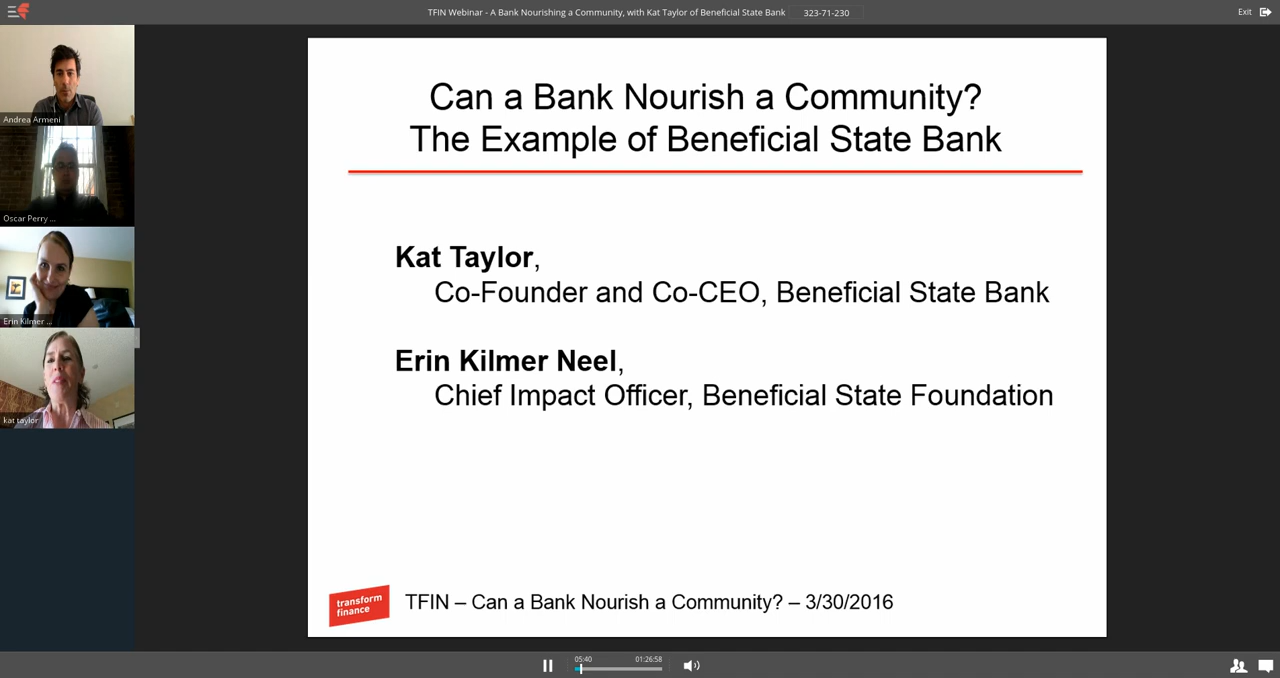 TFIN Webinar - A Bank Nourishing a Community, with Kat Taylor of Beneficial State Bank
323-71-230
Exit
Andrea Armeni
Oscar Perry ...
Erin Kilmer ...
kat taylor
Can a Bank Nourish a Community?
The Example of Beneficial State Bank
Kat Taylor,
Co-Founder and Co-CEO, Beneficial State Bank
Erin Kilmer Neel,
Chief Impact Officer, Beneficial State Foundation
transform
finance
TFIN – Can a Bank Nourish a Community? – 3/30/2016
05:40
01:26:58